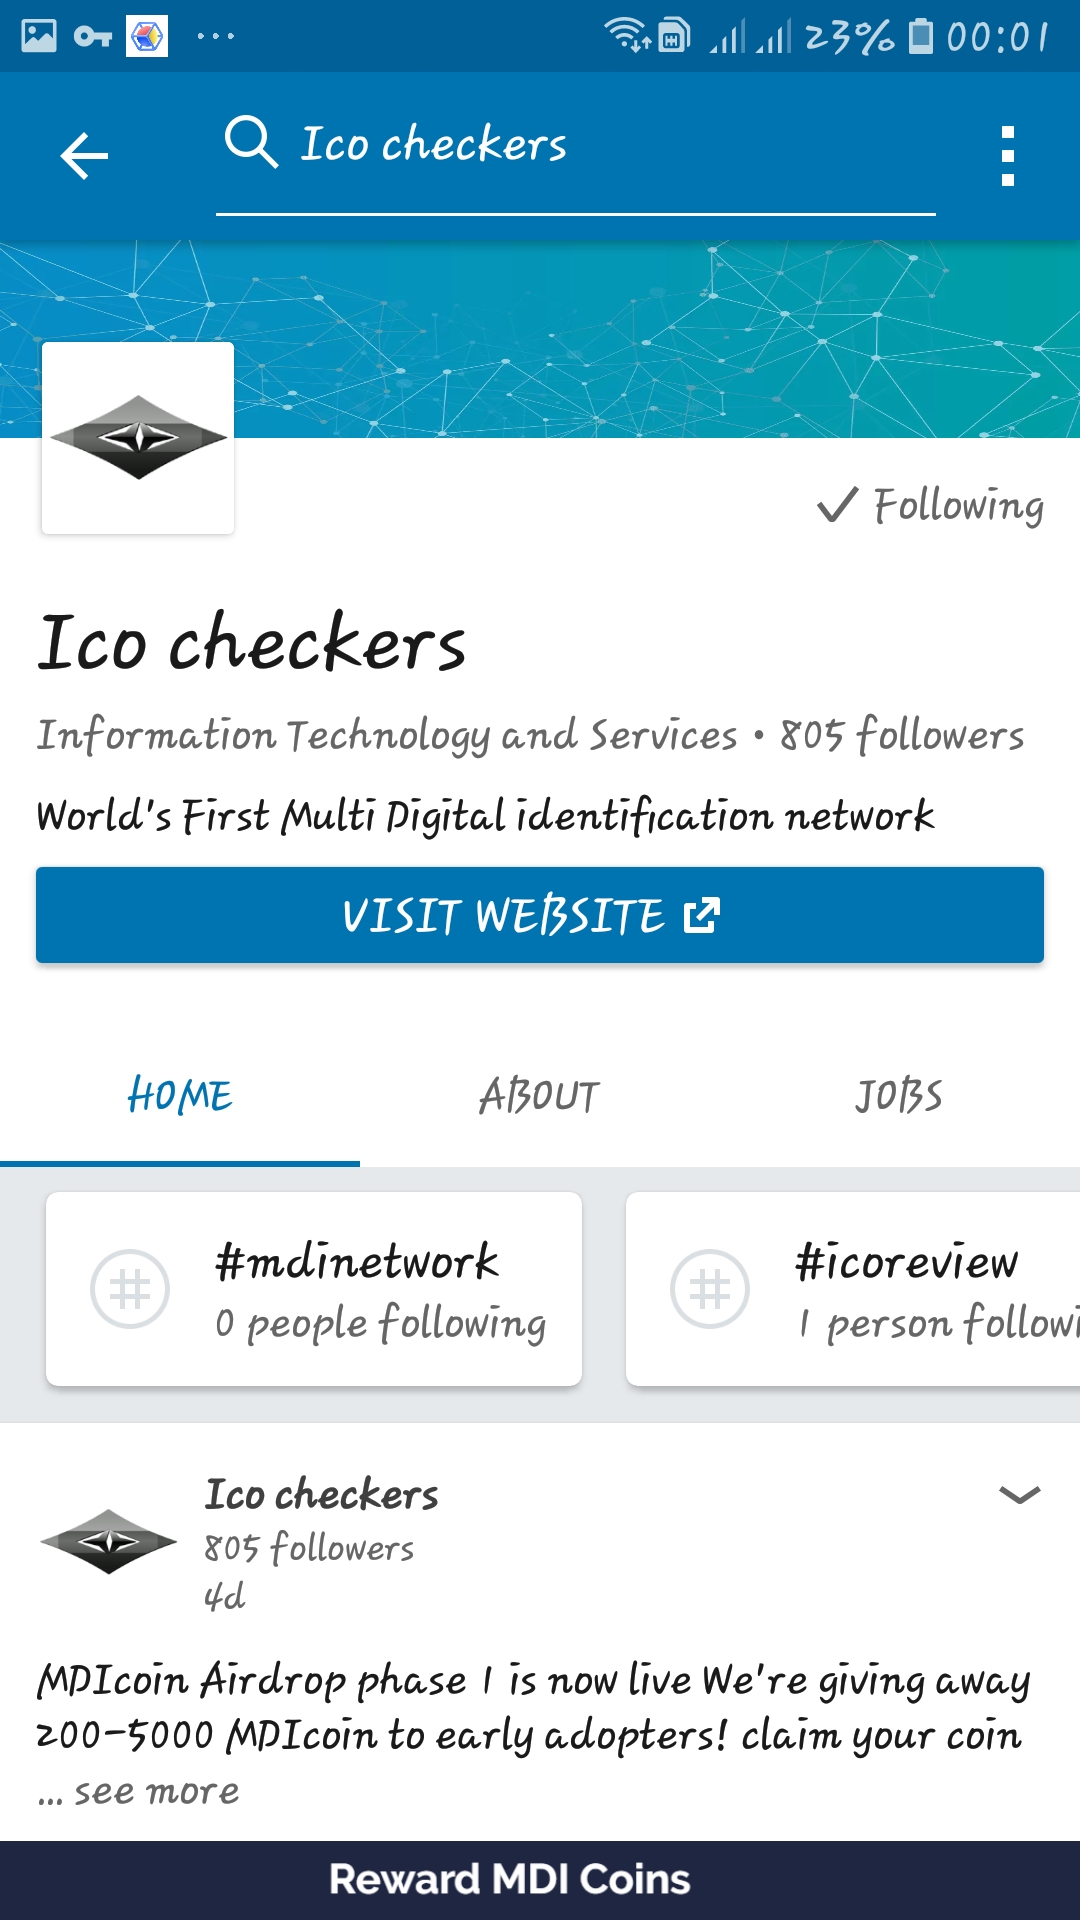 23% 00:01
Ico checkers
Following
Ico checkers
Information Technology and Services • 805 followers
World's First Multi Digital identification network
VISIT WEBSITE
HOME ABOUT JOBS
#mdinetwork
0 people following
#icoreview
1 person followi
Ico checkers
805 followers
4d
MDIcoin Airdrop phase 1 is now live We're giving away
200-5000 MDIcoin to early adopters! claim your coin
... see more
Reward MDI Coins